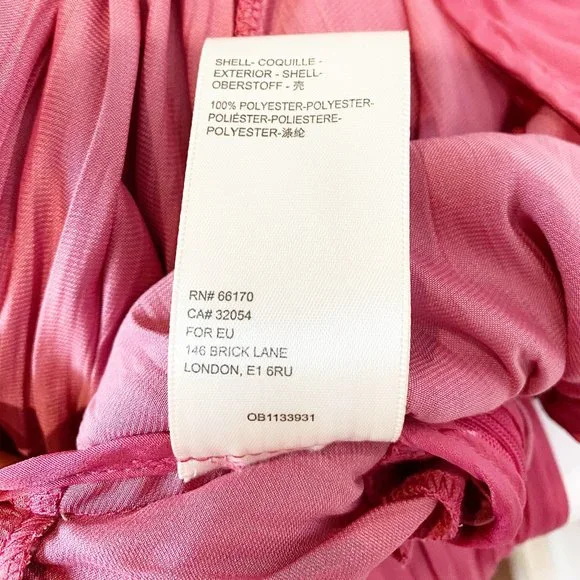 SHELL- COQUILLE -
EXTERIOR - SHELL-
OBERSTOFF - 壳
100% POLYESTER-POLYESTER-
POLIÉSTER-POLIESTERE-
POLYESTER-涤纶
RN# 66170
CA# 32054
FOR EU
146 BRICK LANE
LONDON, E1 6RU
OB1133931